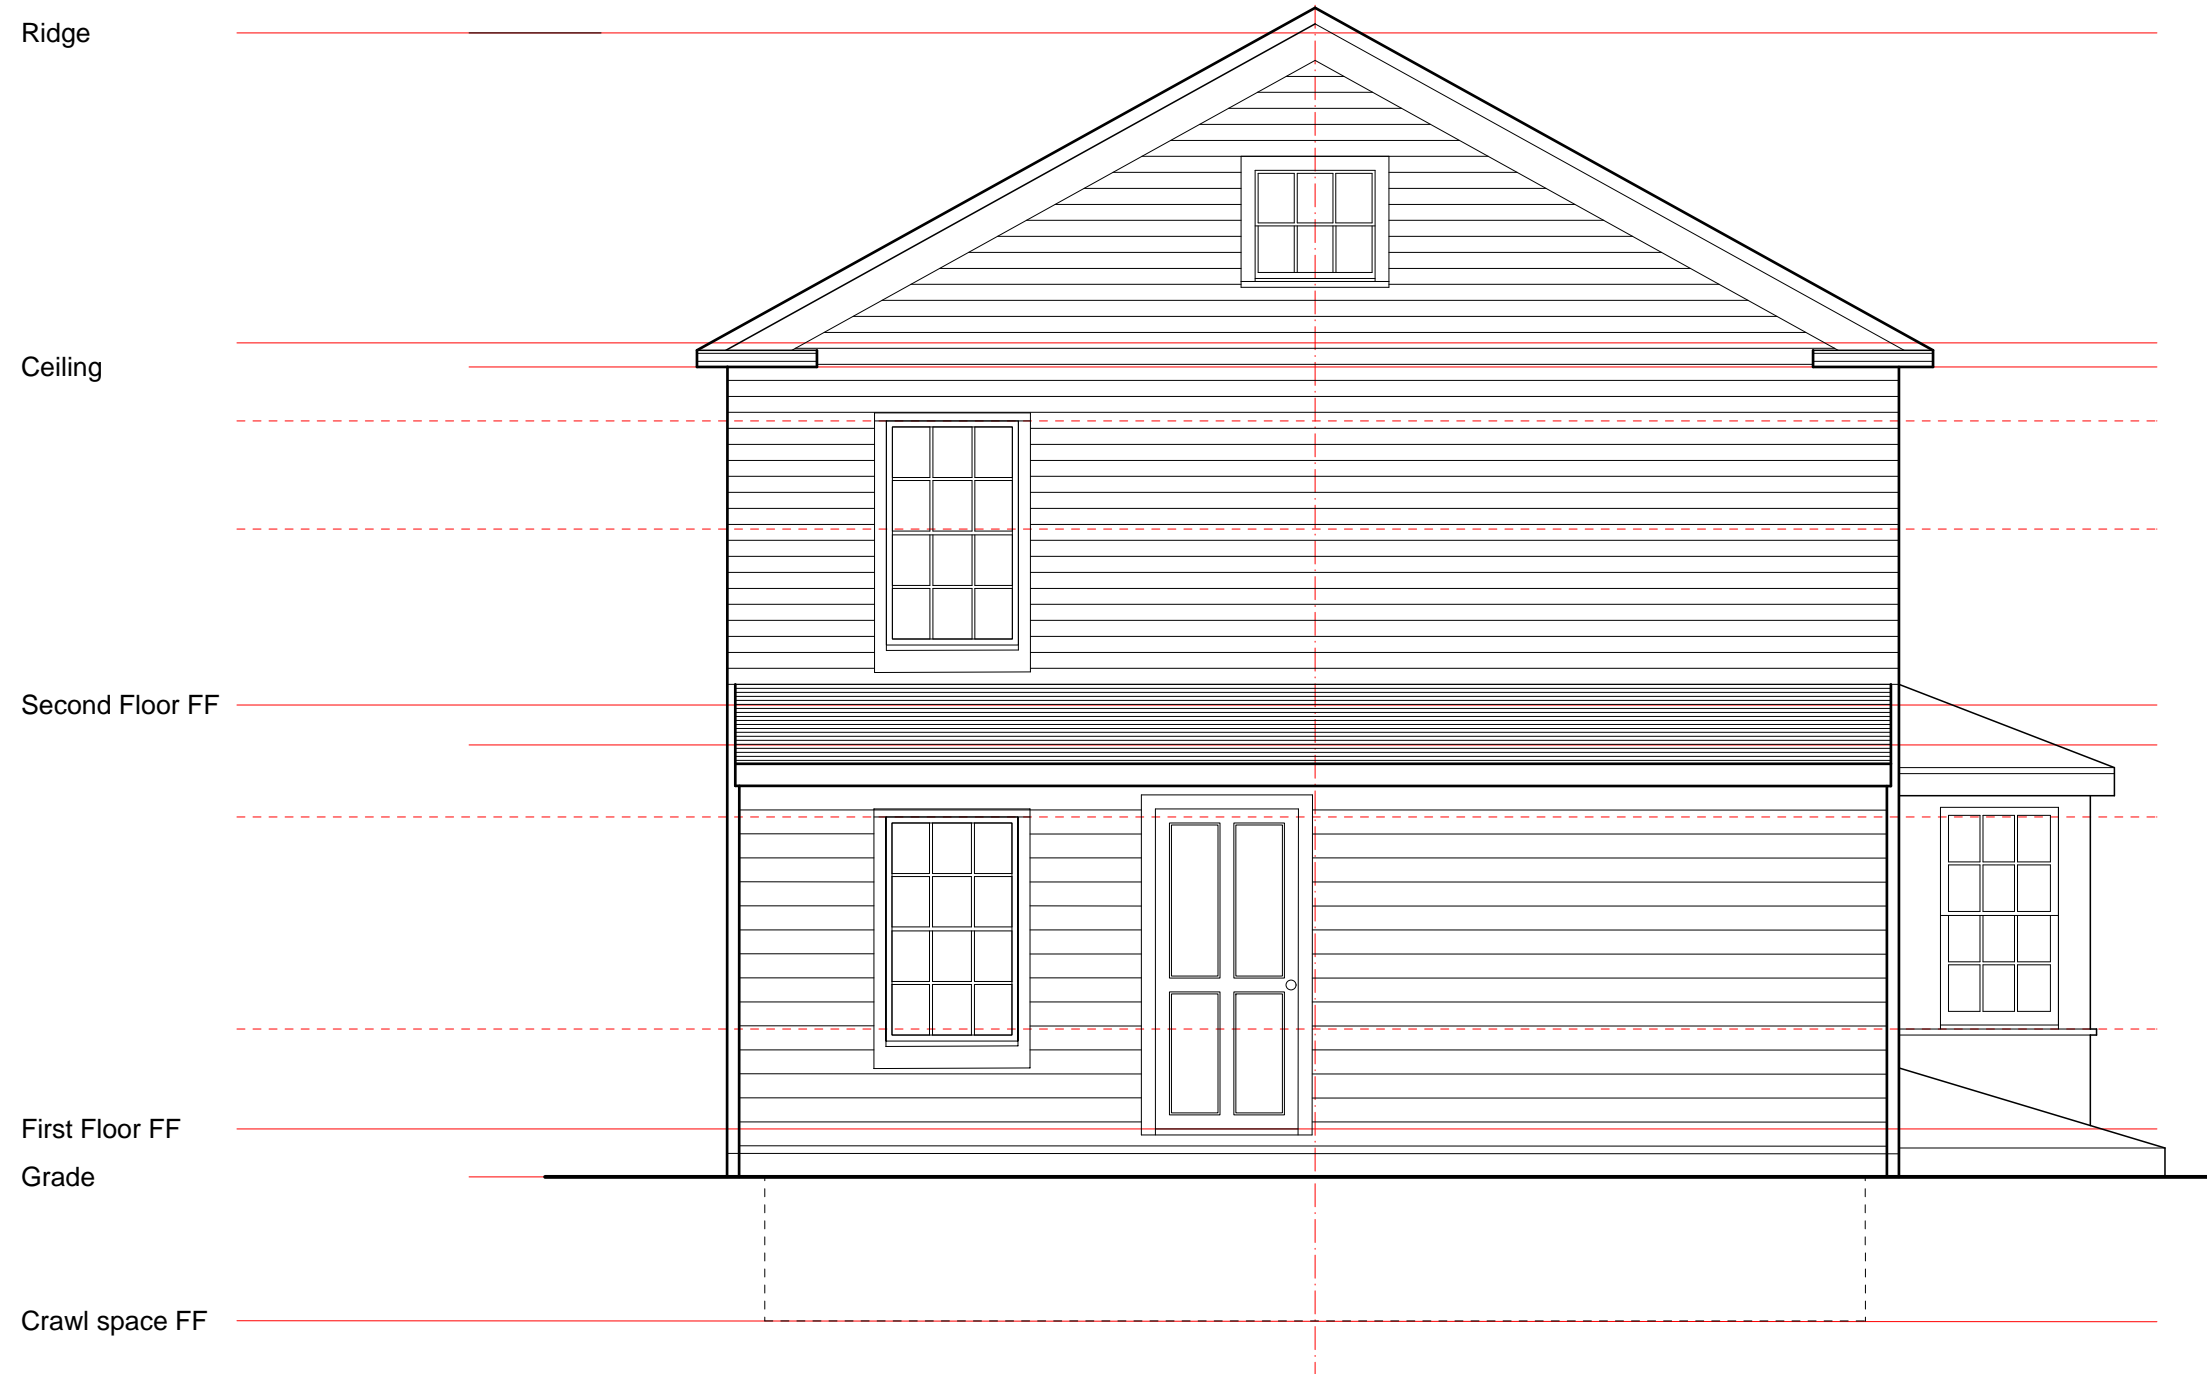 Ridge
Ceiling
Second Floor FF
First Floor FF
Grade
Crawl space FF